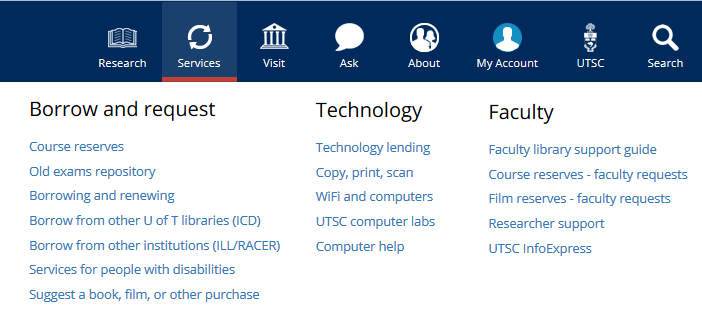 Research
Services
Visit
Ask
About
My Account
UTSC
Search
Borrow and request
Course reserves
Old exams repository
Borrowing and renewing
Borrow from other U of T libraries (ICD)
Borrow from other institutions (ILL/RACER)
Services for people with disabilities
Suggest a book, film, or other purchase
Technology
Technology lending
Copy, print, scan
WiFi and computers
UTSC computer labs
Computer help
Faculty
Faculty library support guide
Course reserves - faculty requests
Film reserves - faculty requests
Researcher support
UTSC InfoExpress